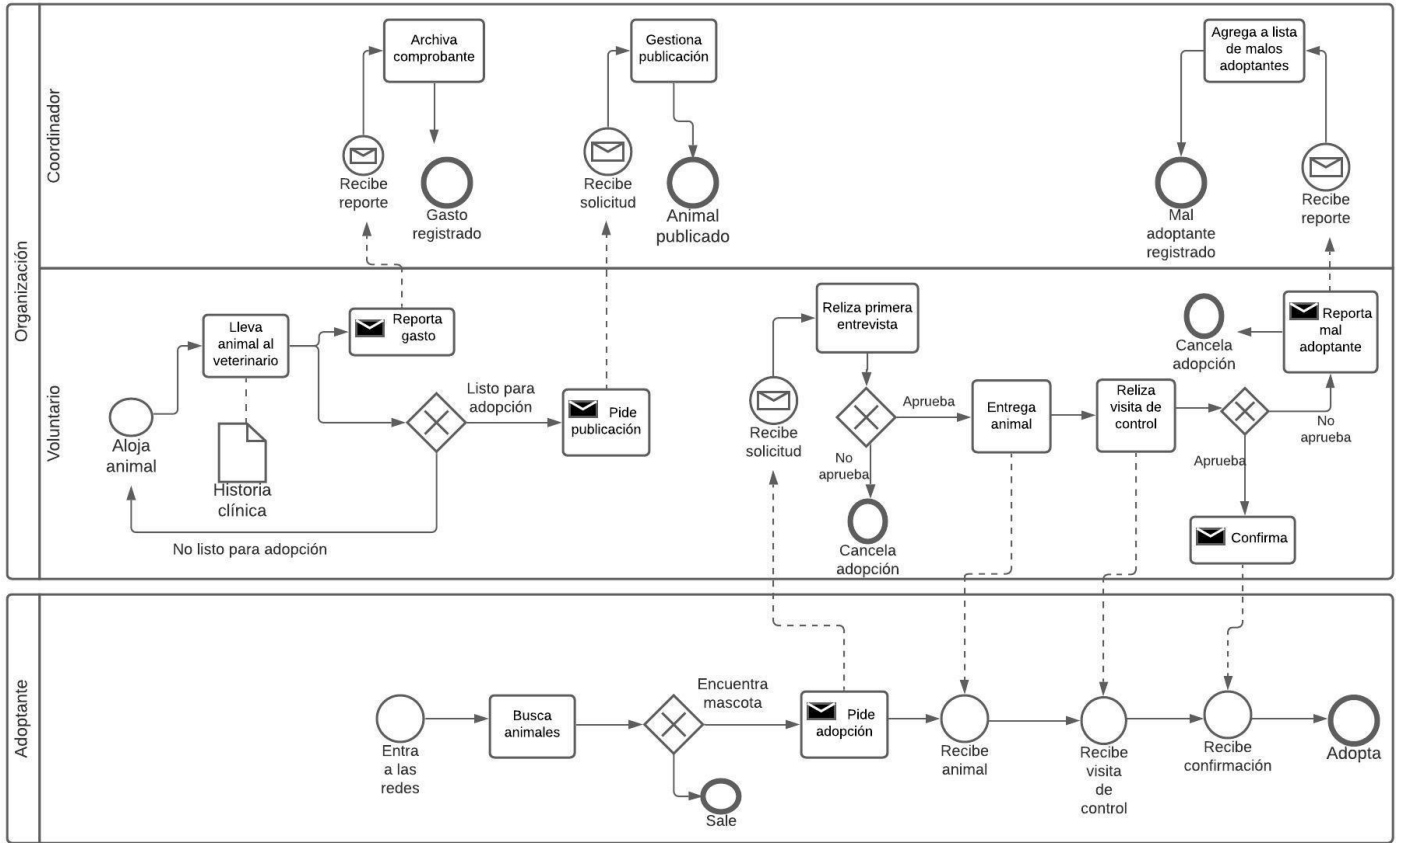 Organización
Coordinador
Archiva
comprobante
Recibe
reporte
Gasto
registrado
Gestiona
publicación
Recibe
solicitud
Animal
publicado
Agrega a lista
de malos
adoptantes
Mal
adoptante
registrado
Recibe
reporte
Voluntario
Aloja
animal
Lleva
animal al
veterinario
Historia
clínica
Reporta
gasto
No listo para adopción
Listo para
adopción
Pide
publicación
Recibe
solicitud
Reliza primera
entrevista
Aprueba
No
aprueba
Cancela
adopción
Entrega
animal
Reliza
visita de
control
Aprueba
No
aprueba
Reporta
mal
adoptante
Cancela
adopción
Confirma
Adoptante
Entra
a las
redes
Busca
animales
Encuentra
mascota
Sale
Pide
adopción
Recibe
animal
Recibe
visita
de
control
Recibe
confirmación
Adopta